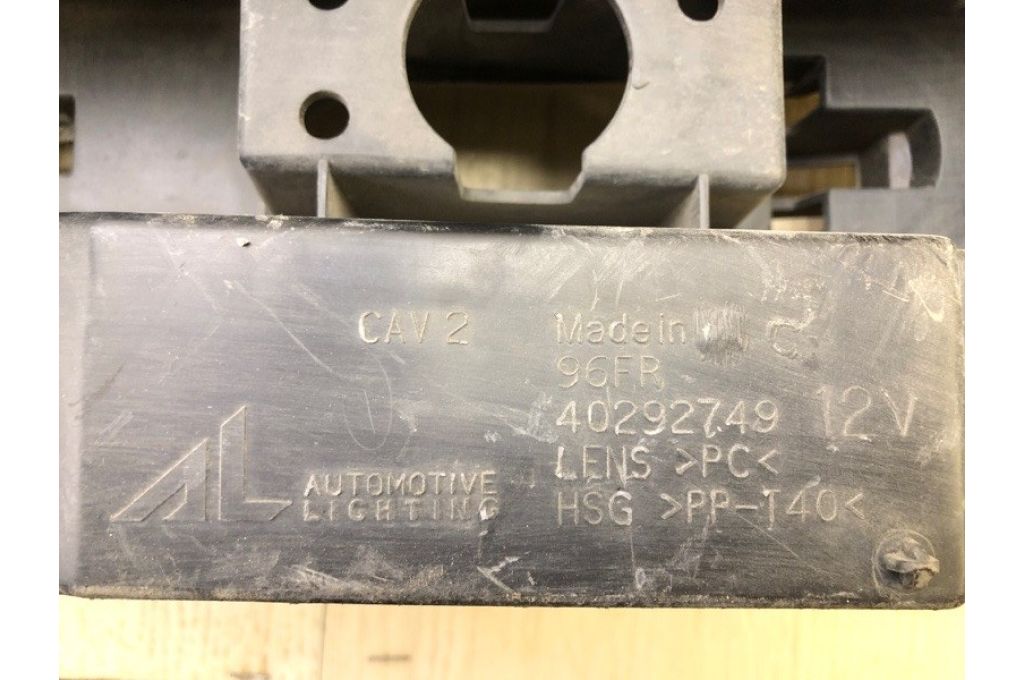 CAV 2
Made in
96FR
40292749
12V
LENS >PC<
HSG >PP-T40<
AL
AUTOMOTIVE
LIGHTING